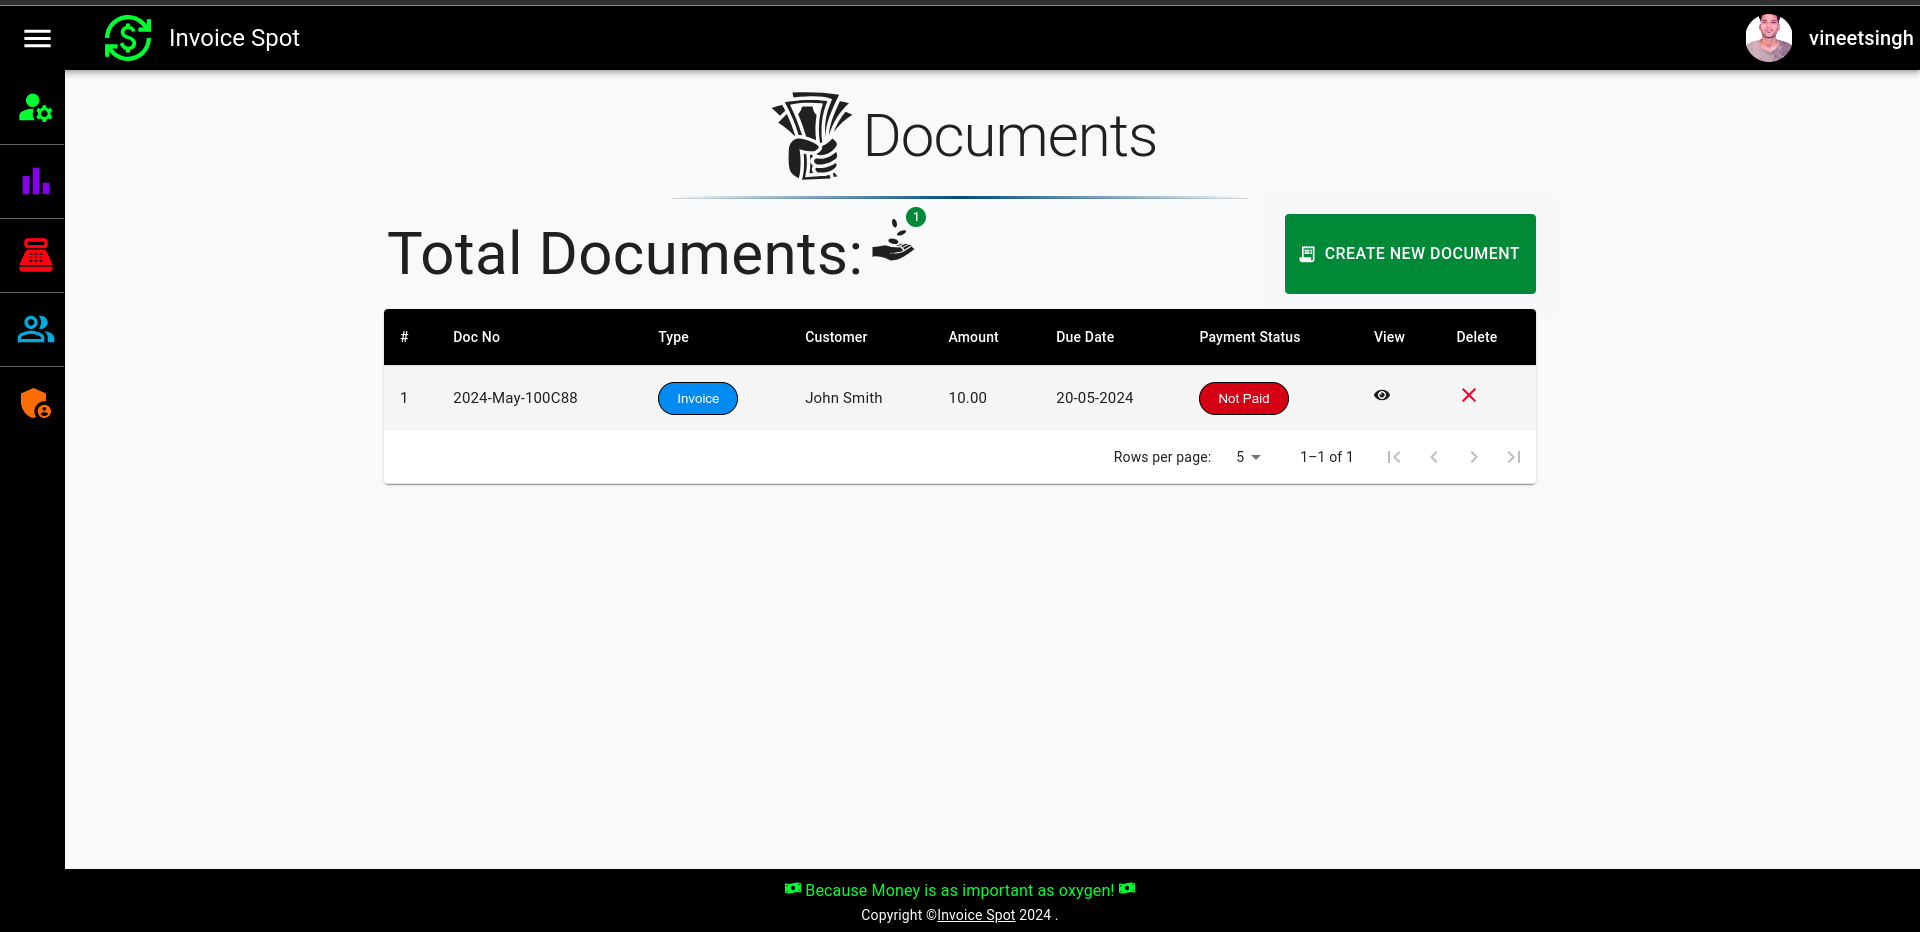 Invoice Spot
vineetsingh
Documents
Total Documents: 1
CREATE NEW DOCUMENT
# Doc No Type Customer Amount Due Date Payment Status View Delete
1 2024-May-100C88 Invoice John Smith 10.00 20-05-2024 Not Paid
Rows per page: 5 1–1 of 1
Because Money is as important as oxygen!
Copyright ©Invoice Spot 2024 .